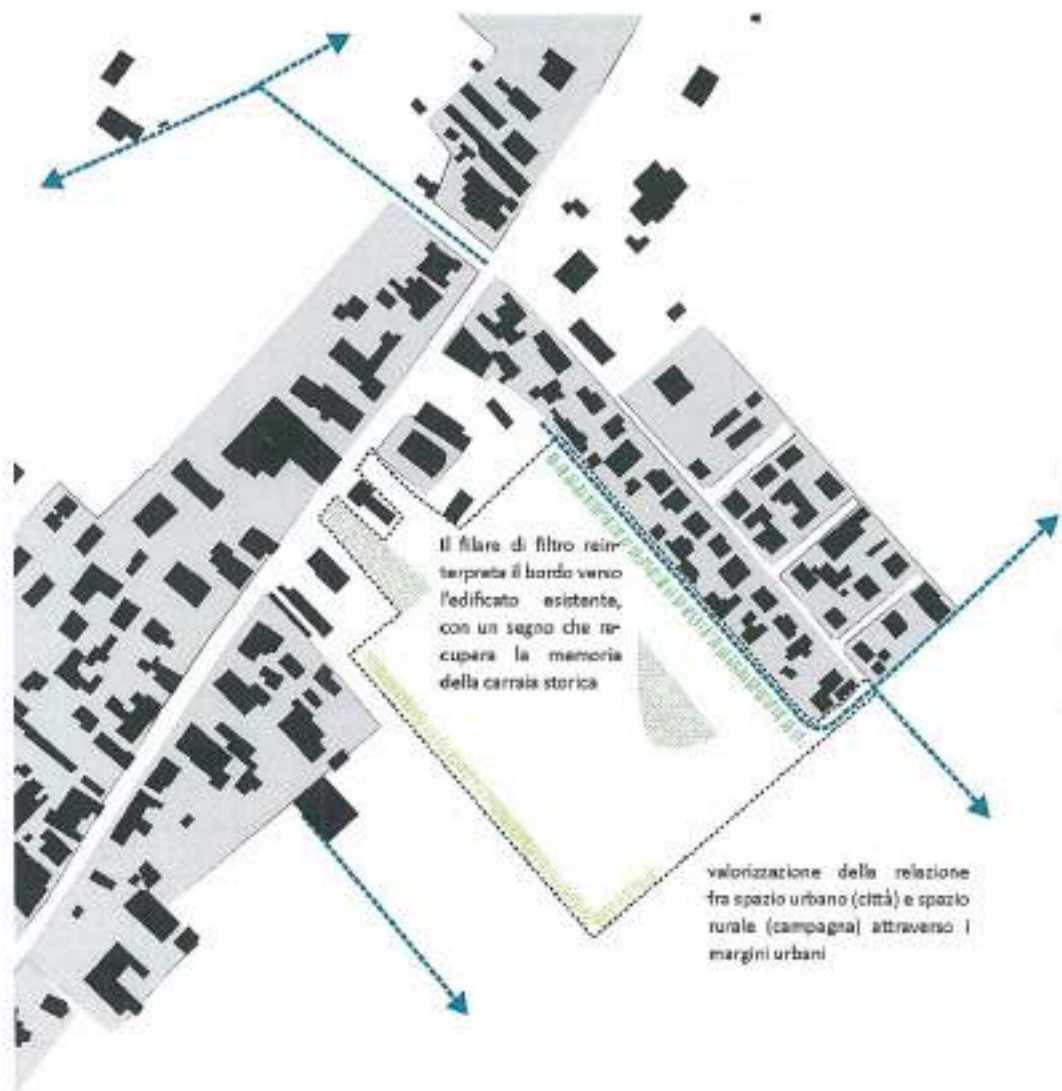 Il filare di filtro rein-
terpreta il bordo verso
l'edificato esistente,
con un segno che re-
cupera la memoria
della carraia storica
valorizzazione della relazione
fra spazio urbano (città) e spazio
rurale (campagna) attraverso i
margini urbani